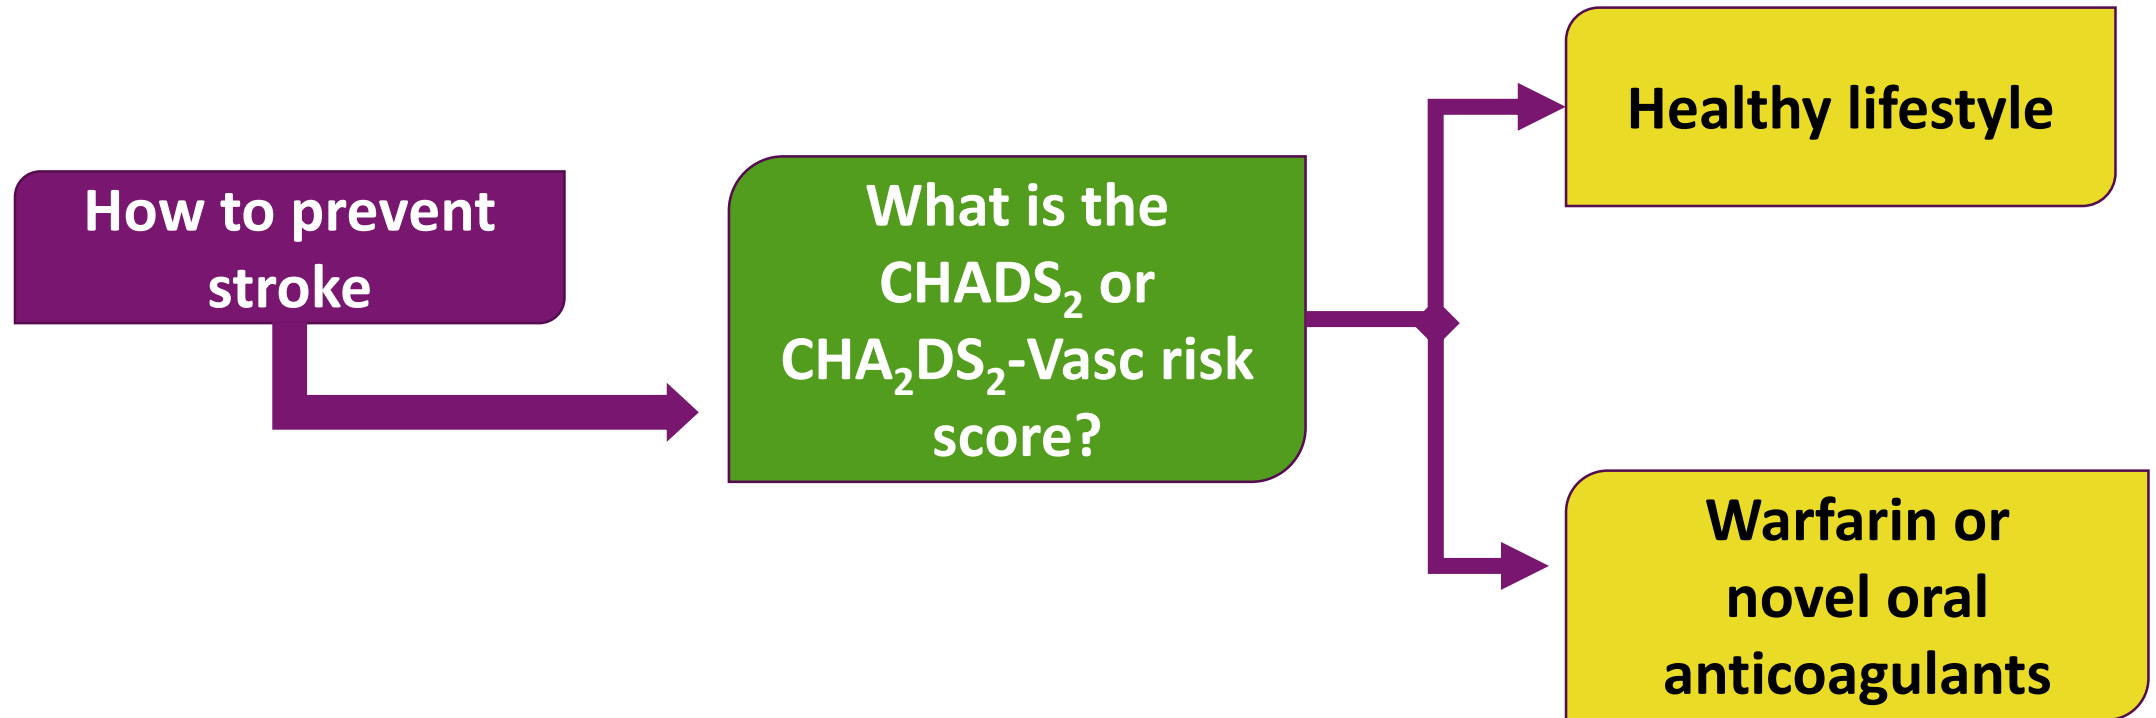 How to prevent
stroke
What is the
CHADS₂ or
CHA₂DS₂-Vasc risk
score?
Healthy lifestyle
Warfarin or
novel oral
anticoagulants